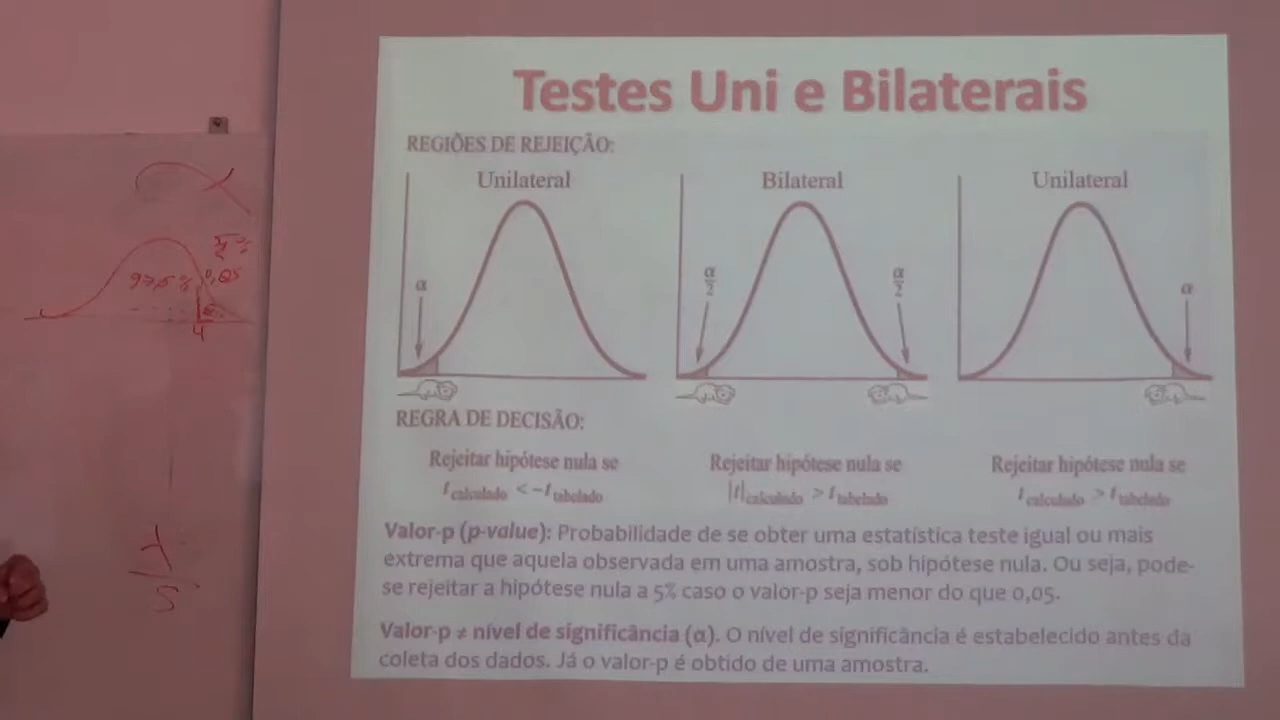 Testes Uni e Bilaterais
REGIÕES DE REJEIÇÃO:
Unilateral
Bilateral
Unilateral
α
α/2
α/2
α
REGRA DE DECISÃO:
Rejeitar hipótese nula se
t calculado < -t tabelado
Rejeitar hipótese nula se
|t| calculado > t tabelado
Rejeitar hipótese nula se
t calculado > t tabelado
Valor-p (p-value): Probabilidade de se obter uma estatística teste igual ou mais
extrema que aquela observada em uma amostra, sob hipótese nula. Ou seja, pode-
se rejeitar a hipótese nula a 5% caso o valor-p seja menor do que 0,05.
Valor-p ≠ nível de significância (α). O nível de significância é estabelecido antes da
coleta dos dados. Já o valor-p é obtido de uma amostra.
97,5%
4